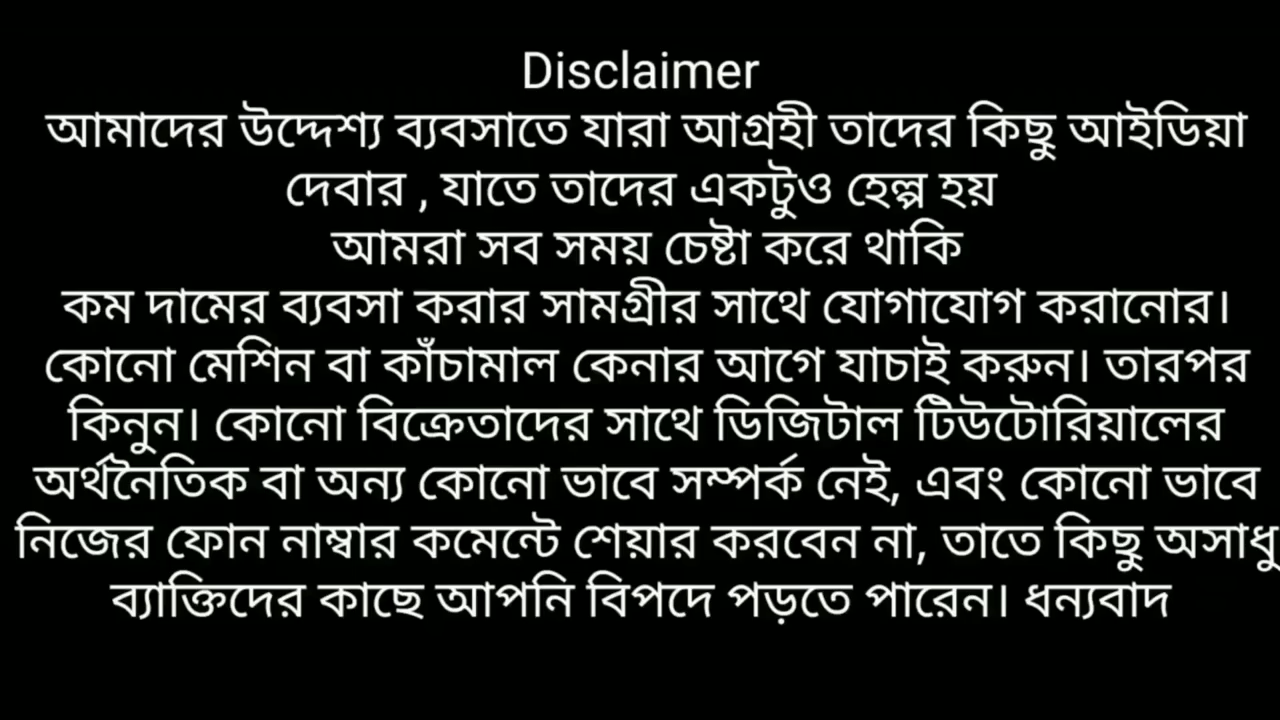 Disclaimer
আমাদের উদ্দেশ্য ব্যবসাতে যারা আগ্রহী তাদের কিছু আইডিয়া
দেবার , যাতে তাদের একটুও হেল্প হয়
আমরা সব সময় চেষ্টা করে থাকি
কম দামের ব্যবসা করার সামগ্রীর সাথে যোগাযোগ করানোর।
কোনো মেশিন বা কাঁচামাল কেনার আগে যাচাই করুন। তারপর
কিনুন। কোনো বিক্রেতাদের সাথে ডিজিটাল টিউটোরিয়ালের
অর্থনৈতিক বা অন্য কোনো ভাবে সম্পর্ক নেই, এবং কোনো ভাবে
নিজের ফোন নাম্বার কমেন্টে শেয়ার করবেন না, তাতে কিছু অসাধু
ব্যাক্তিদের কাছে আপনি বিপদে পড়তে পারেন। ধন্যবাদ